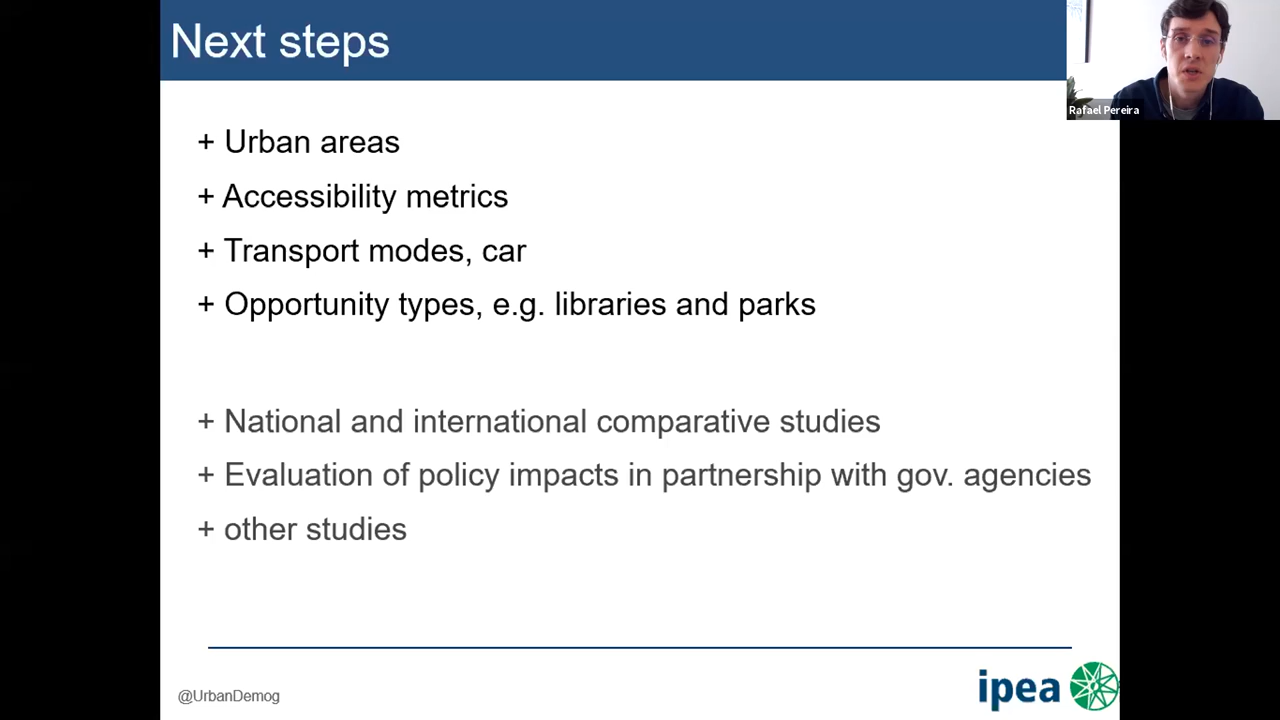 Next steps
Rafael Pereira
+ Urban areas
+ Accessibility metrics
+ Transport modes, car
+ Opportunity types, e.g. libraries and parks
+ National and international comparative studies
+ Evaluation of policy impacts in partnership with gov. agencies
+ other studies
@UrbanDemog
ipea